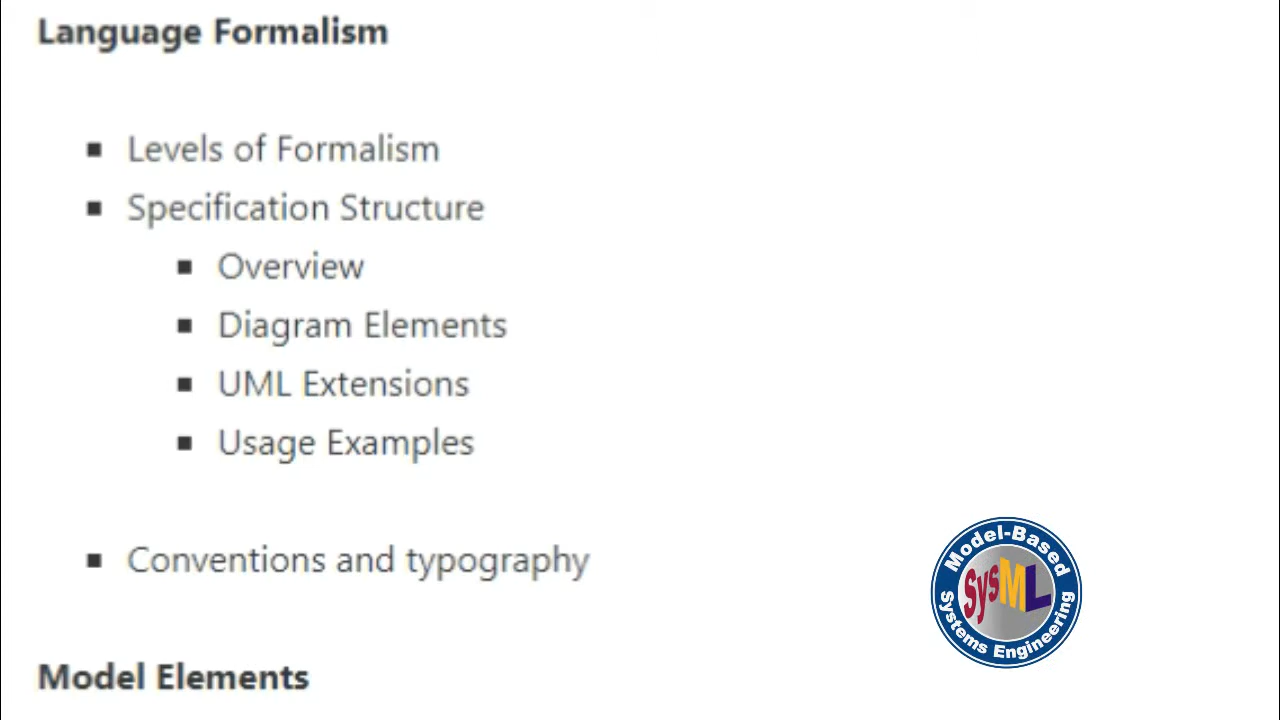 Language Formalism
Levels of Formalism
Specification Structure
Overview
Diagram Elements
UML Extensions
Usage Examples
Conventions and typography
Model-Based
SysML
Systems Engineering
Model Elements